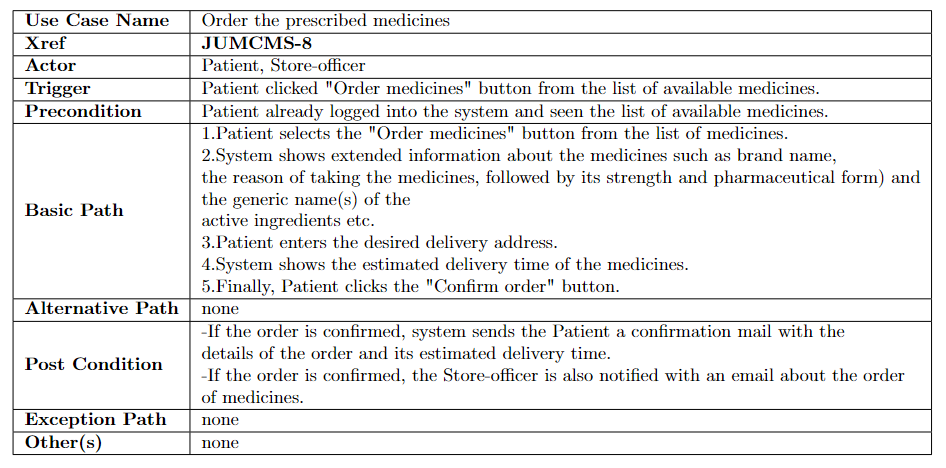 Use Case Name Order the prescribed medicines
Xref JUMCMS-8
Actor Patient, Store-officer
Trigger Patient clicked "Order medicines" button from the list of available medicines.
Precondition Patient already logged into the system and seen the list of available medicines.
Basic Path
1.Patient selects the "Order medicines" button from the list of medicines.
2.System shows extended information about the medicines such as brand name,
the reason of taking the medicines, followed by its strength and pharmaceutical form) and
the generic name(s) of the
active ingredients etc.
3.Patient enters the desired delivery address.
4.System shows the estimated delivery time of the medicines.
5.Finally, Patient clicks the "Confirm order" button.
Alternative Path none
Post Condition
-If the order is confirmed, system sends the Patient a confirmation mail with the
details of the order and its estimated delivery time.
-If the order is confirmed, the Store-officer is also notified with an email about the order
of medicines.
Exception Path none
Other(s) none